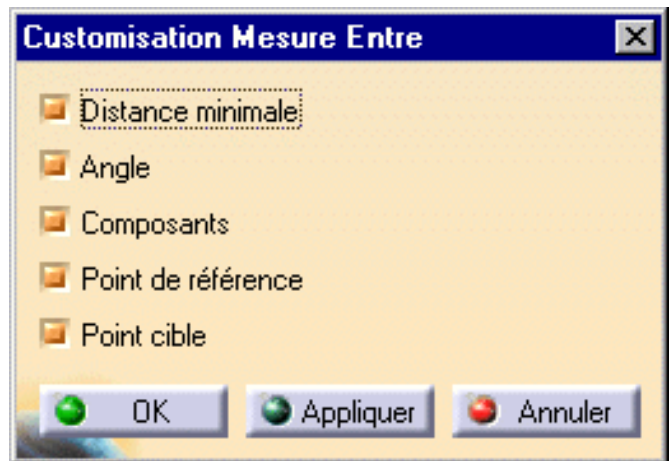 Customisation Mesure Entre
Distance minimale
Angle
Composants
Point de référence
Point cible
OK Appliquer Annuler